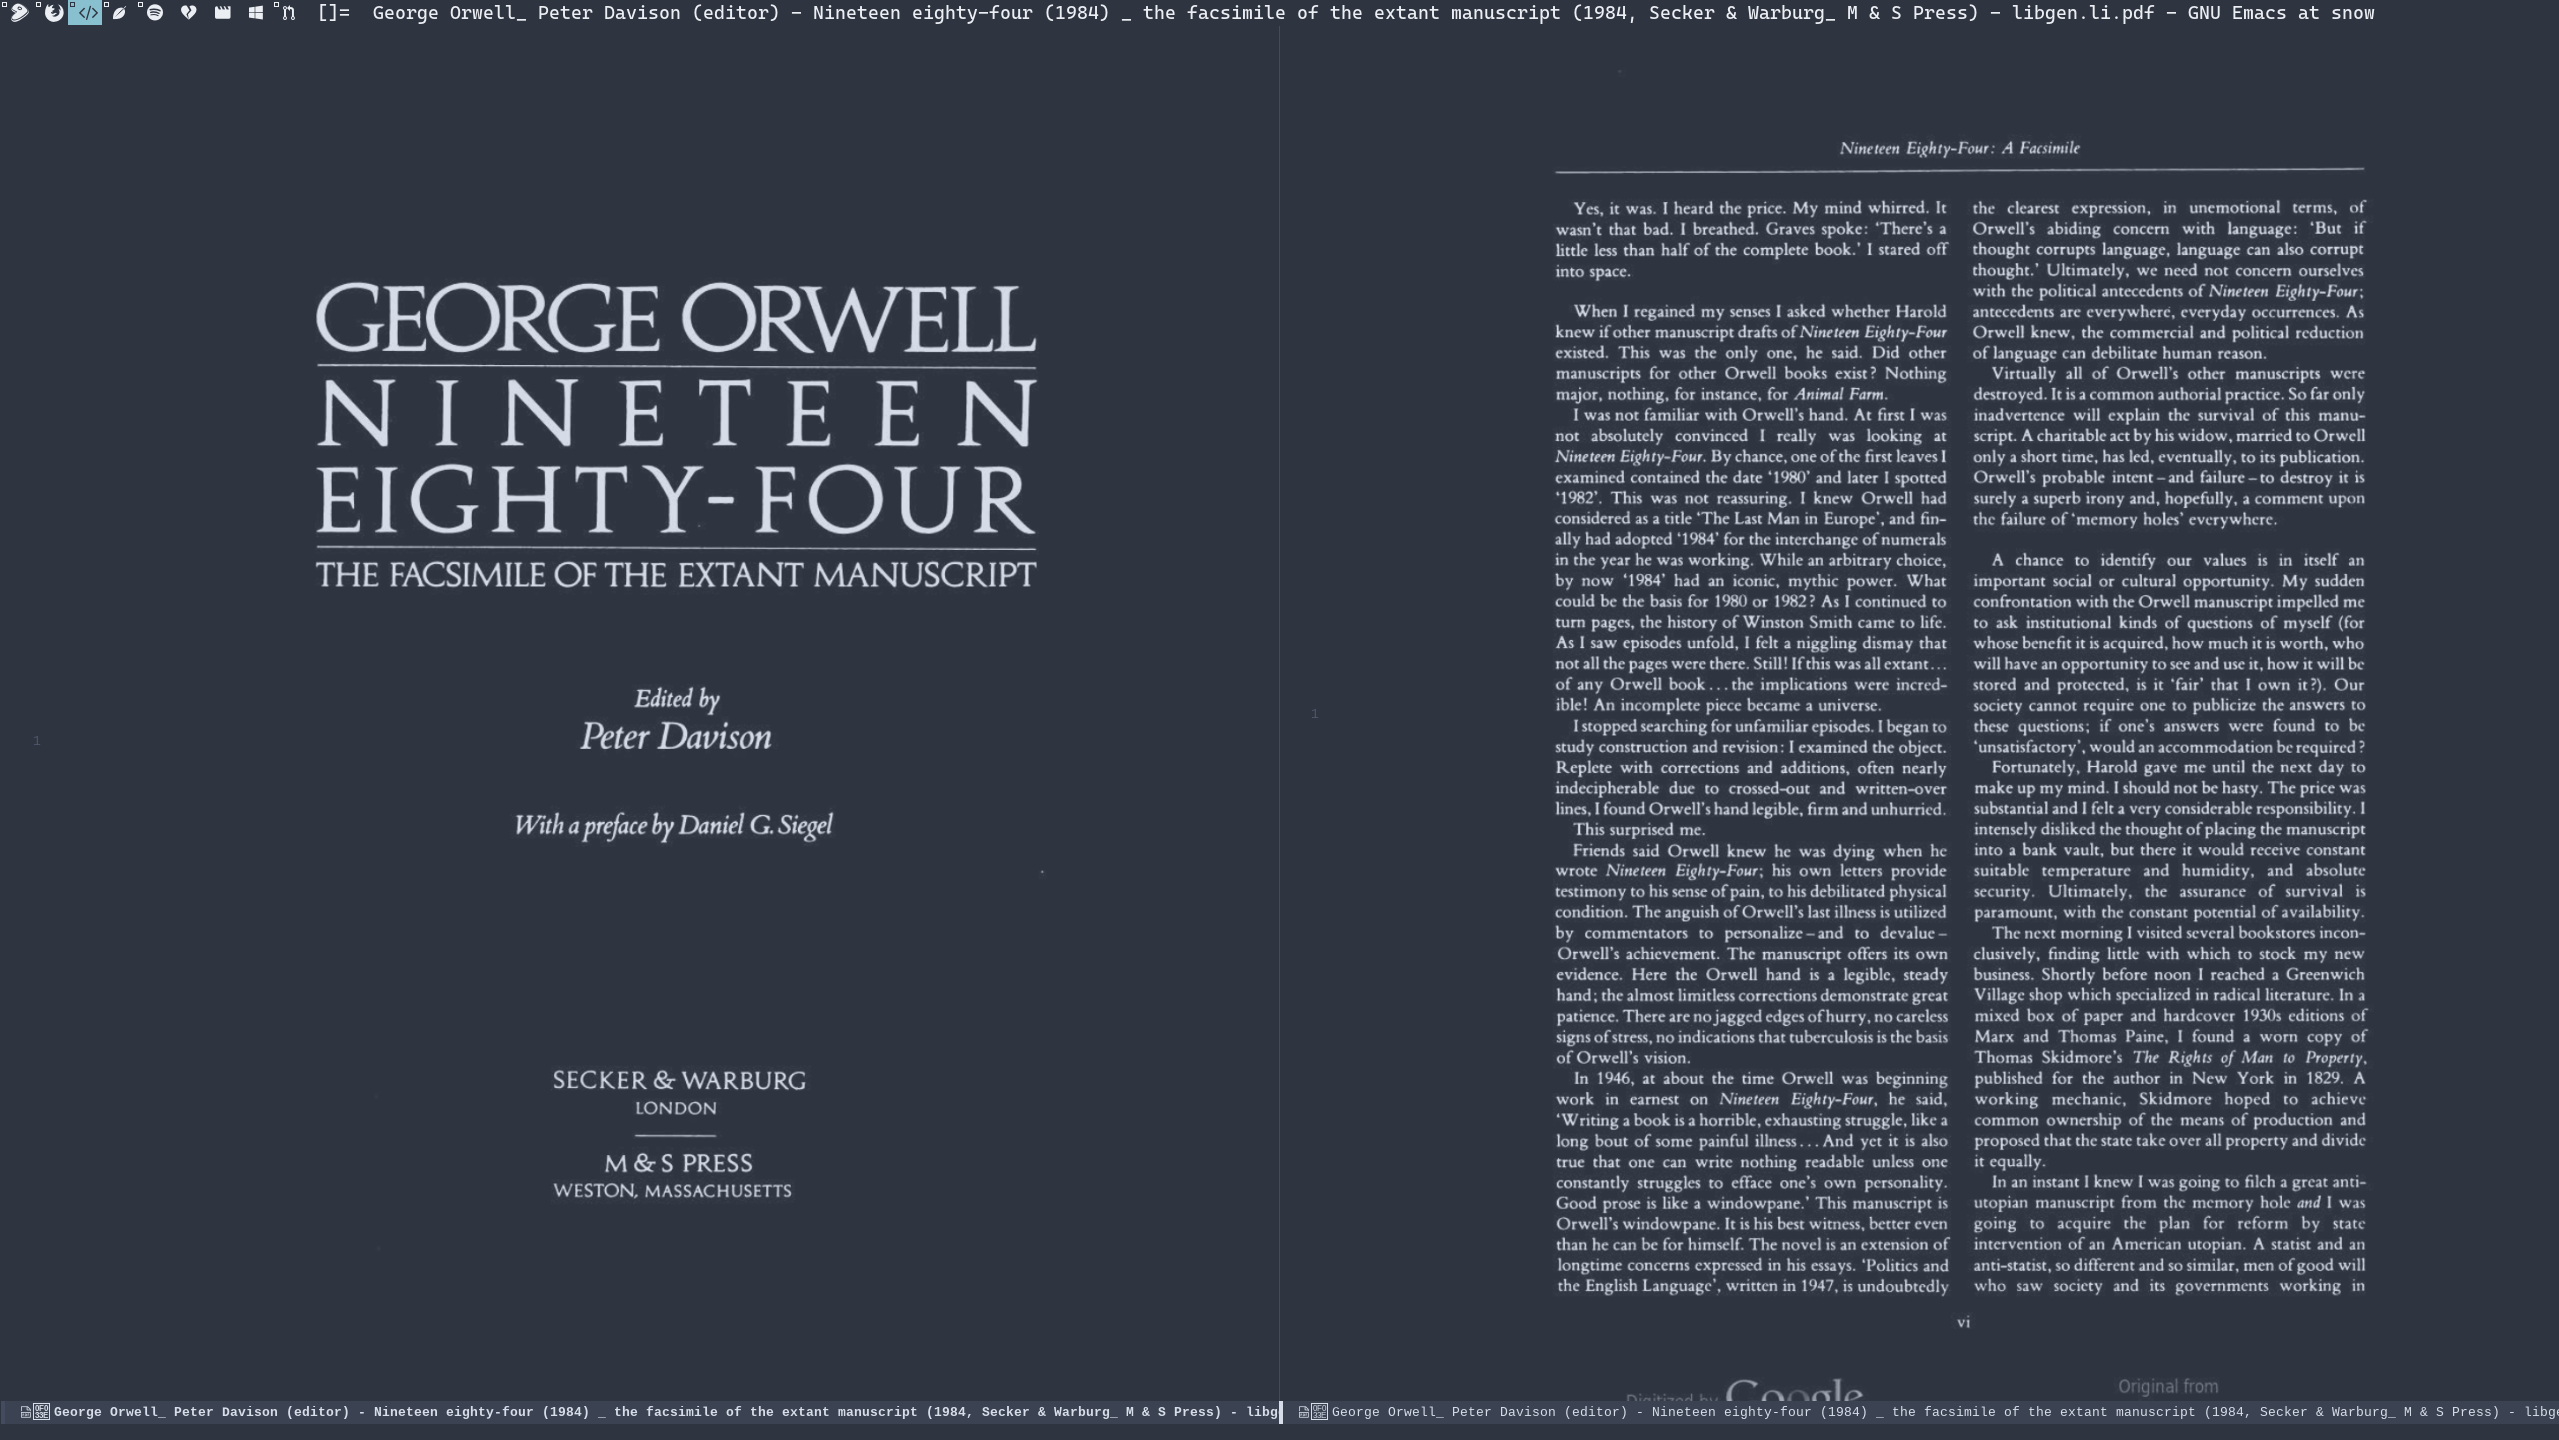 []= George Orwell_ Peter Davison (editor) - Nineteen eighty-four (1984) _ the facsimile of the extant manuscript (1984, Secker & Warburg_ M & S Press) - libgen.li.pdf - GNU Emacs at snow
GEORGE ORWELL
NINETEEN
EIGHTY-FOUR
THE FACSIMILE OF THE EXTANT MANUSCRIPT
Edited by
Peter Davison
With a preface by Daniel G. Siegel
SECKER & WARBURG
LONDON
M & S PRESS
WESTON, MASSACHUSETTS
1
George Orwell_ Peter Davison (editor) - Nineteen eighty-four (1984) _ the facsimile of the extant manuscript (1984, Secker & Warburg_ M & S Press) - libg
1
Nineteen Eighty-Four: A Facsimile
Yes, it was. I heard the price. My mind whirred. It
wasn't that bad. I breathed. Graves spoke: 'There's a
little less than half of the complete book.' I stared off
into space.
When I regained my senses I asked whether Harold
knew if other manuscript drafts of Nineteen Eighty-Four
existed. This was the only one, he said. Did other
manuscripts for other Orwell books exist? Nothing
major, nothing, for instance, for Animal Farm.
I was not familiar with Orwell's hand. At first I was
not absolutely convinced I really was looking at
Nineteen Eighty-Four. By chance, one of the first leaves I
examined contained the date '1980' and later I spotted
'1982'. This was not reassuring. I knew Orwell had
considered as a title 'The Last Man in Europe', and fin-
ally had adopted '1984' for the interchange of numerals
in the year he was working. While an arbitrary choice,
by now '1984' had an iconic, mythic power. What
could be the basis for 1980 or 1982? As I continued to
turn pages, the history of Winston Smith came to life.
As I saw episodes unfold, I felt a niggling dismay that
not all the pages were there. Still! If this was all extant...
of any Orwell book... the implications were incred-
ible! An incomplete piece became a universe.
I stopped searching for unfamiliar episodes. I began to
study construction and revision: I examined the object.
Replete with corrections and additions, often nearly
indecipherable due to crossed-out and written-over
lines, I found Orwell's hand legible, firm and unhurried.
This surprised me.
Friends said Orwell knew he was dying when he
wrote Nineteen Eighty-Four; his own letters provide
testimony to his sense of pain, to his debilitated physical
condition. The anguish of Orwell's last illness is utilized
by commentators to personalize – and to devalue –
Orwell's achievement. The manuscript offers its own
evidence. Here the Orwell hand is a legible, steady
hand; the almost limitless corrections demonstrate great
patience. There are no jagged edges of hurry, no careless
signs of stress, no indications that tuberculosis is the basis
of Orwell's vision.
In 1946, at about the time Orwell was beginning
work in earnest on Nineteen Eighty-Four, he said,
'Writing a book is a horrible, exhausting struggle, like a
long bout of some painful illness... And yet it is also
true that one can write nothing readable unless one
constantly struggles to efface one's own personality.
Good prose is like a windowpane.' This manuscript is
Orwell's windowpane. It is his best witness, better even
than he can be for himself. The novel is an extension of
longtime concerns expressed in his essays. 'Politics and
the English Language', written in 1947, is undoubtedly
the clearest expression, in unemotional terms, of
Orwell's abiding concern with language: 'But if
thought corrupts language, language can also corrupt
thought.' Ultimately, we need not concern ourselves
with the political antecedents of Nineteen Eighty-Four;
antecedents are everywhere, everyday occurrences. As
Orwell knew, the commercial and political reduction
of language can debilitate human reason.
Virtually all of Orwell's other manuscripts were
destroyed. It is a common authorial practice. So far only
inadvertence will explain the survival of this manu-
script. A charitable act by his widow, married to Orwell
only a short time, has led, eventually, to its publication.
Orwell's probable intent – and failure – to destroy it is
surely a superb irony and, hopefully, a comment upon
the failure of 'memory holes' everywhere.
A chance to identify our values is in itself an
important social or cultural opportunity. My sudden
confrontation with the Orwell manuscript impelled me
to ask institutional kinds of questions of myself (for
whose benefit it is acquired, how much it is worth, who
will have an opportunity to see and use it, how it will be
stored and protected, is it 'fair' that I own it?). Our
society cannot require one to publicize the answers to
these questions; if one's answers were found to be
'unsatisfactory', would an accommodation be required?
Fortunately, Harold gave me until the next day to
make up my mind. I should not be hasty. The price was
substantial and I felt a very considerable responsibility. I
intensely disliked the thought of placing the manuscript
into a bank vault, but there it would receive constant
suitable temperature and humidity, and absolute
security. Ultimately, the assurance of survival is
paramount, with the constant potential of availability.
The next morning I visited several bookstores incon-
clusively, finding little with which to stock my new
business. Shortly before noon I reached a Greenwich
Village shop which specialized in radical literature. In a
mixed box of paper and hardcover 1930s editions of
Marx and Thomas Paine, I found a worn copy of
Thomas Skidmore's The Rights of Man to Property,
published for the author in New York in 1829. A
working mechanic, Skidmore hoped to achieve
common ownership of the means of production and
proposed that the state take over all property and divide
it equally.
In an instant I knew I was going to filch a great anti-
utopian manuscript from the memory hole and I was
going to acquire the plan for reform by state
intervention of an American utopian. A statist and an
anti-statist, so different and so similar, men of good will
who saw society and its governments working in
vi
Digitized by Google
Original from
George Orwell_ Peter Davison (editor) - Nineteen eighty-four (1984) _ the facsimile of the extant manuscript (1984, Secker & Warburg_ M & S Press) - libge